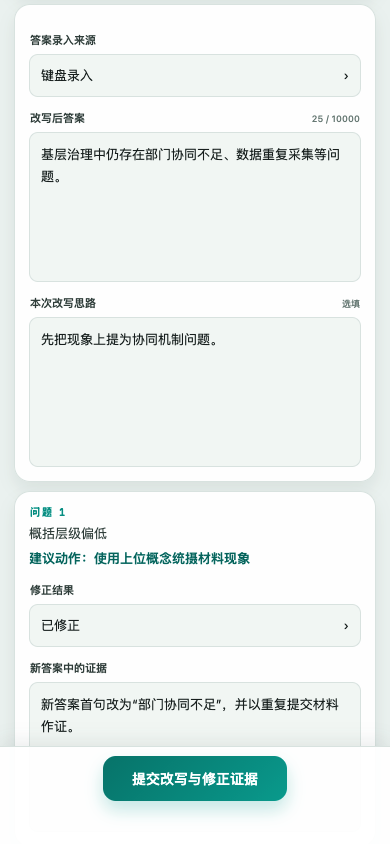 答案录入来源
键盘录入 ›
改写后答案 25 / 10000
基层治理中仍存在部门协同不足、数据重复采集等问
题。
本次改写思路 选填
先把现象上提为协同机制问题。
问题 1
概括层级偏低
建议动作：使用上位概念统摄材料现象
修正结果
已修正 ›
新答案中的证据
新答案首句改为“部门协同不足”，并以重复提交材料
作证。
提交改写与修正证据